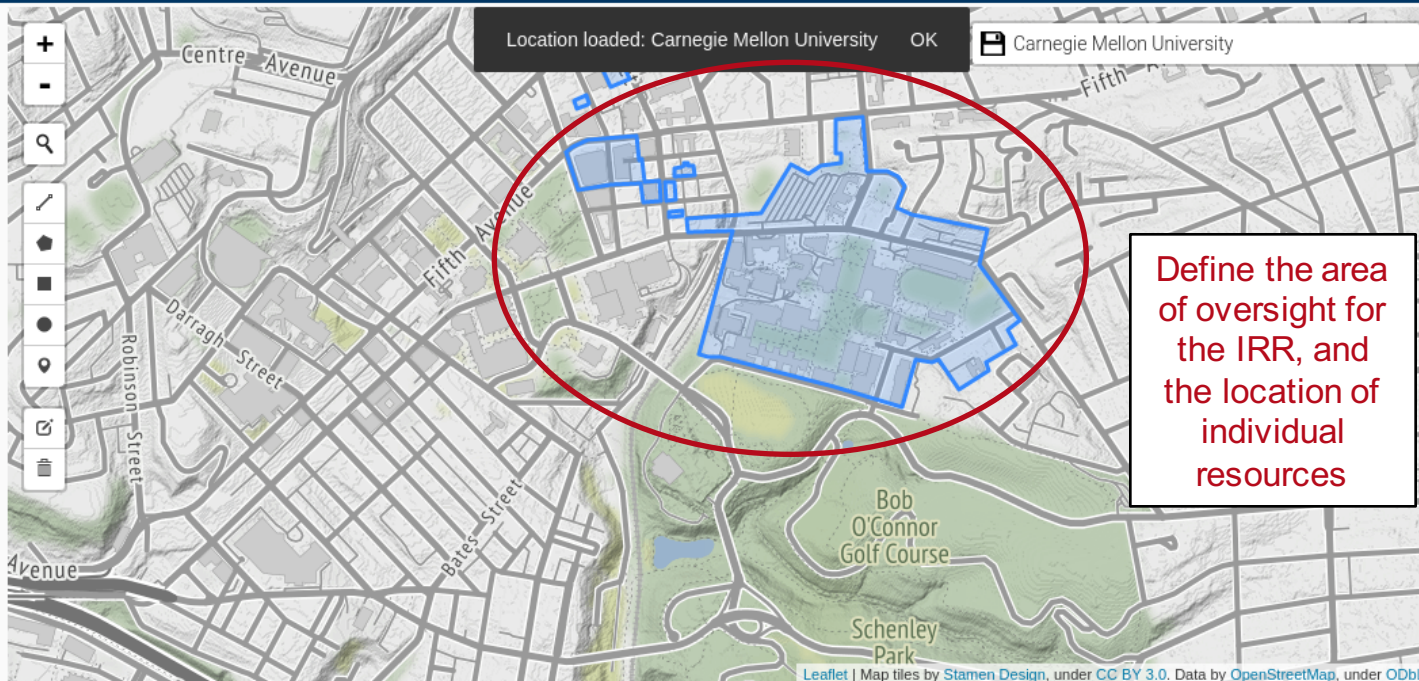 +
-
Location loaded: Carnegie Mellon University OK
Carnegie Mellon University
Centre Avenue
Fifth
Fifth Avenue
Darragh Street
Robinson Street
Bates Street
Avenue
Define the area
of oversight for
the IRR, and
the location of
individual
resources
Bob
O'Connor
Golf Course
Schenley
Park
Leaflet | Map tiles by Stamen Design, under CC BY 3.0. Data by OpenStreetMap, under